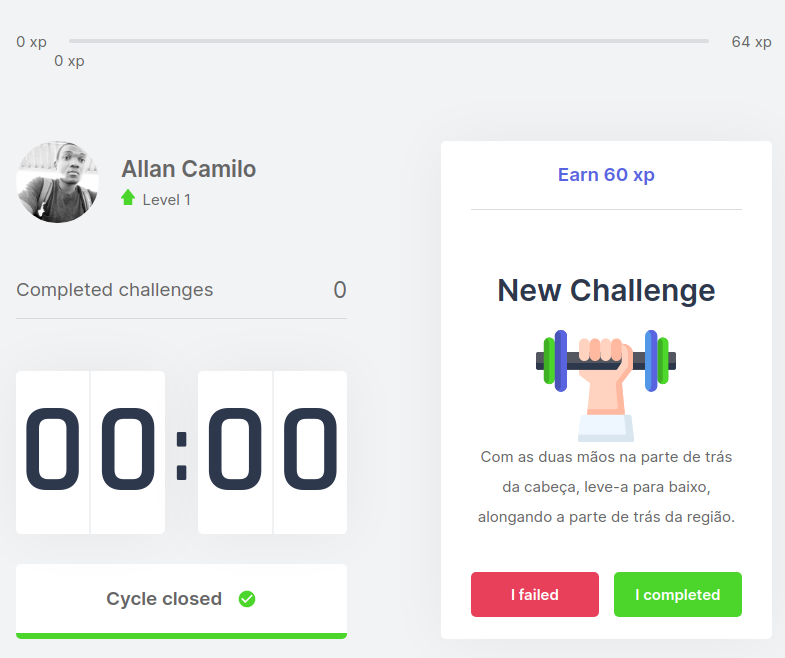 0 xp
64 xp
0 xp
Allan Camilo
Level 1
Completed challenges
0
00:00
Cycle closed
Earn 60 xp
New Challenge
Com as duas mãos na parte de trás
da cabeça, leve-a para baixo,
alongando a parte de trás da região.
I failed
I completed